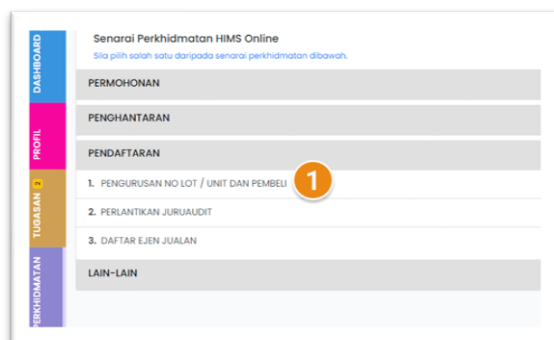 Senarai Perkhidmatan HIMS Online
Sila pilih salah satu daripada senarai perkhidmatan dibawah.
DASHBOARD
PERMOHONAN
PENGHANTARAN
PROFIL
PENDAFTARAN
1. PENGURUSAN NO LOT / UNIT DAN PEMBELI
1
TUGASAN 2
2. PERLANTIKAN JURUAUDIT
3. DAFTAR EJEN JUALAN
LAIN-LAIN
PERKHIDMATAN